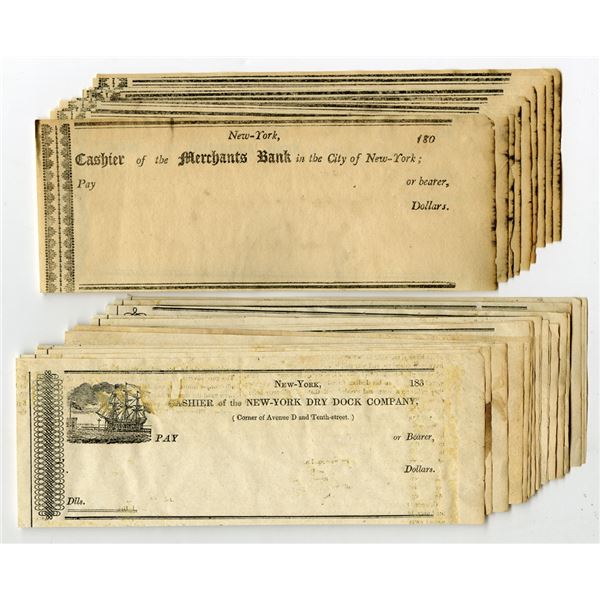 New-York, 180
Cashier of the Merchants Bank in the City of New-York;
Pay or bearer,
Dollars.
New-York, 183
CASHIER of the NEW-YORK DRY DOCK COMPANY,
( Corner of Avenue D and Tenth-street. )
PAY or Bearer,
Dollars.
Dlls.